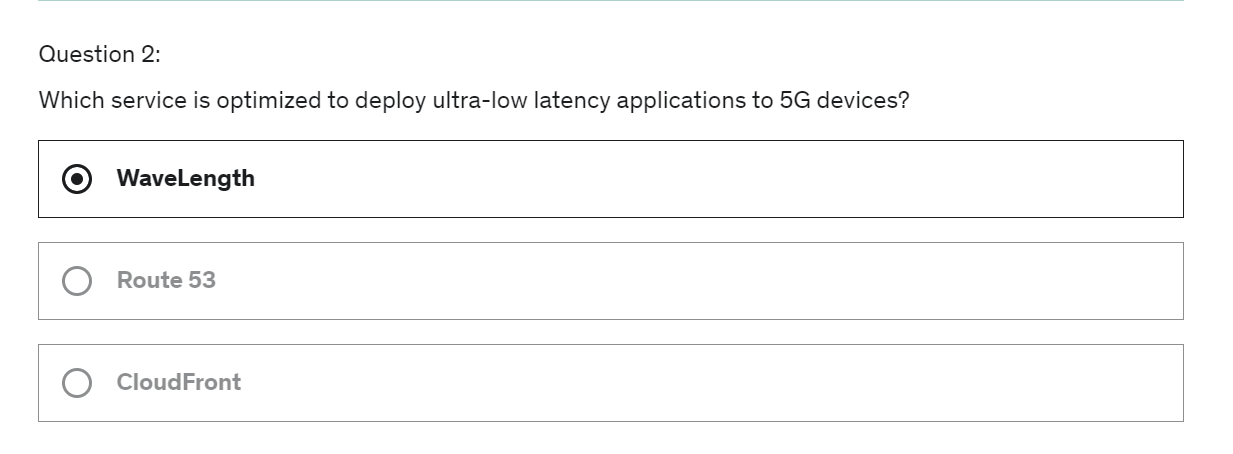 Question 2:
Which service is optimized to deploy ultra-low latency applications to 5G devices?
WaveLength
Route 53
CloudFront